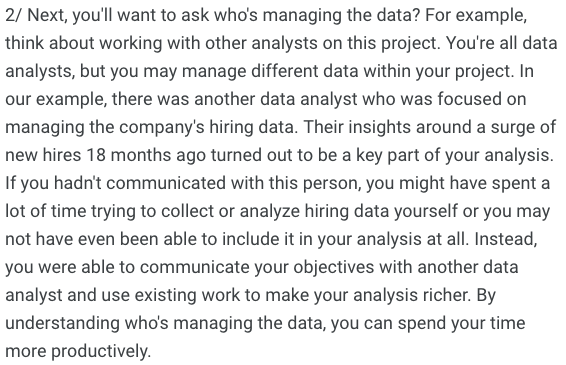 2/ Next, you'll want to ask who's managing the data? For example,
think about working with other analysts on this project. You're all data
analysts, but you may manage different data within your project. In
our example, there was another data analyst who was focused on
managing the company's hiring data. Their insights around a surge of
new hires 18 months ago turned out to be a key part of your analysis.
If you hadn't communicated with this person, you might have spent a
lot of time trying to collect or analyze hiring data yourself or you may
not have even been able to include it in your analysis at all. Instead,
you were able to communicate your objectives with another data
analyst and use existing work to make your analysis richer. By
understanding who's managing the data, you can spend your time
more productively.